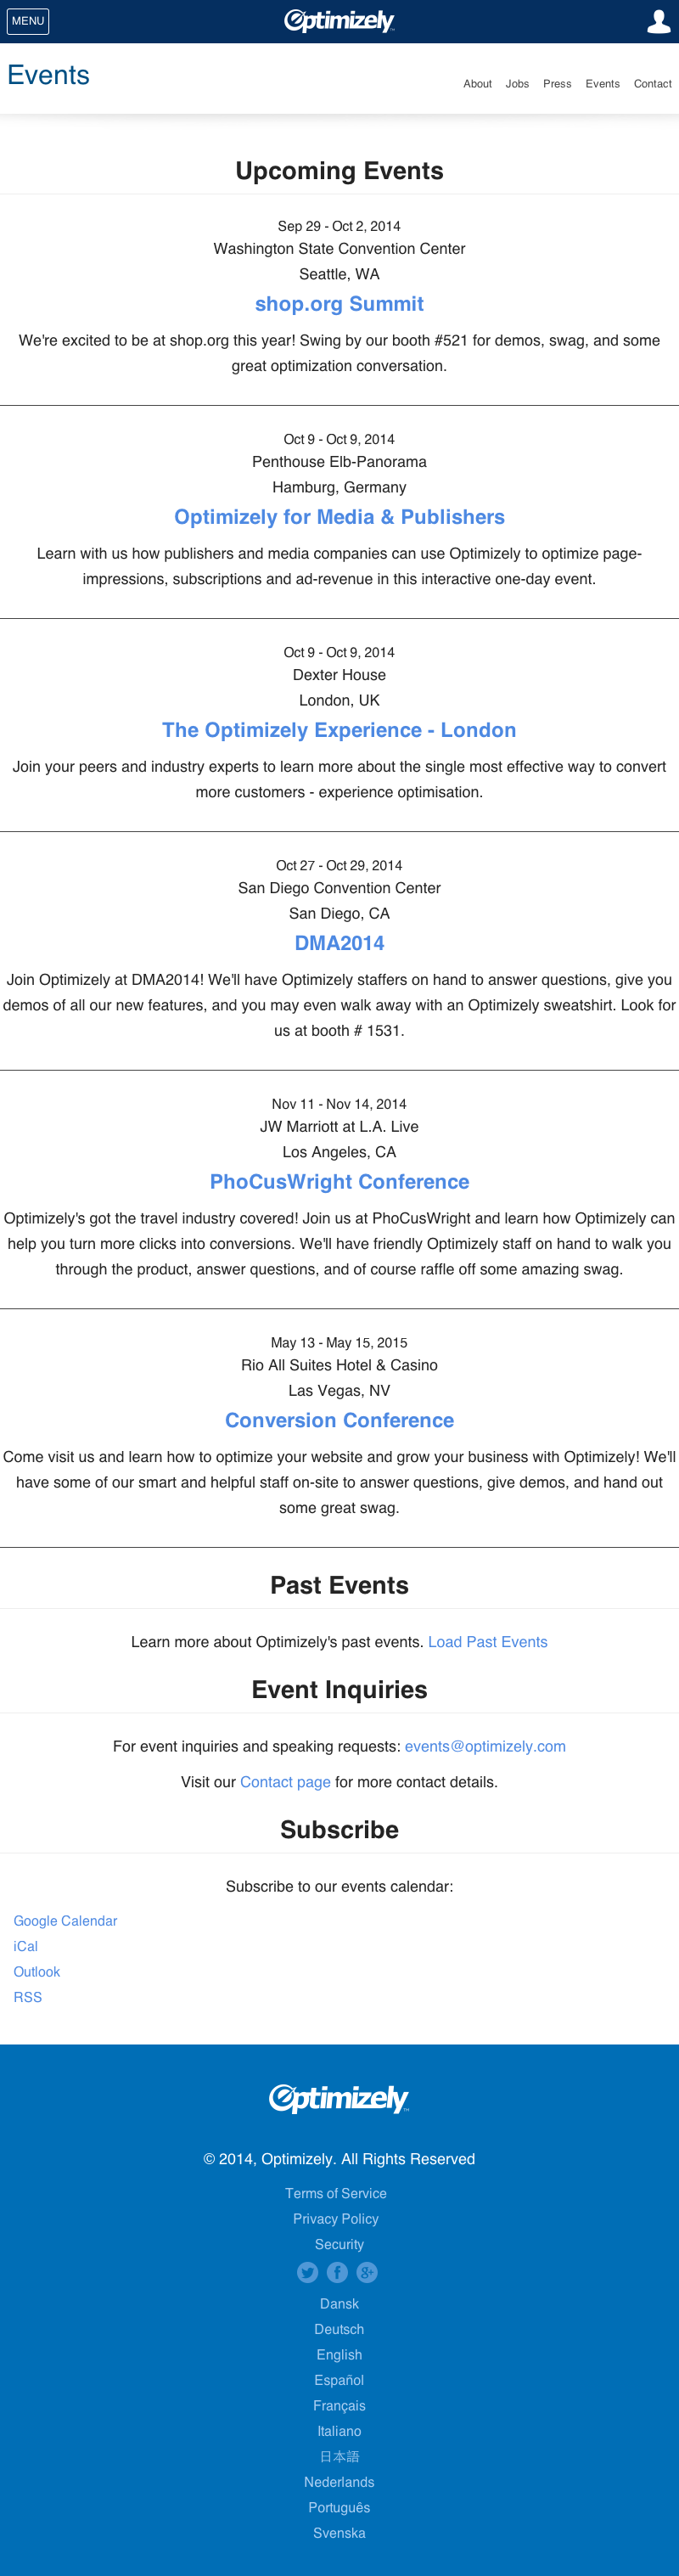 MENU
Optimizely
Events
About Jobs Press Events Contact
Upcoming Events
Sep 29 - Oct 2, 2014
Washington State Convention Center
Seattle, WA
shop.org Summit
We're excited to be at shop.org this year! Swing by our booth #521 for demos, swag, and some
great optimization conversation.
Oct 9 - Oct 9, 2014
Penthouse Elb-Panorama
Hamburg, Germany
Optimizely for Media & Publishers
Learn with us how publishers and media companies can use Optimizely to optimize page-
impressions, subscriptions and ad-revenue in this interactive one-day event.
Oct 9 - Oct 9, 2014
Dexter House
London, UK
The Optimizely Experience - London
Join your peers and industry experts to learn more about the single most effective way to convert
more customers - experience optimisation.
Oct 27 - Oct 29, 2014
San Diego Convention Center
San Diego, CA
DMA2014
Join Optimizely at DMA2014! We'll have Optimizely staffers on hand to answer questions, give you
demos of all our new features, and you may even walk away with an Optimizely sweatshirt. Look for
us at booth # 1531.
Nov 11 - Nov 14, 2014
JW Marriott at L.A. Live
Los Angeles, CA
PhoCusWright Conference
Optimizely's got the travel industry covered! Join us at PhoCusWright and learn how Optimizely can
help you turn more clicks into conversions. We'll have friendly Optimizely staff on hand to walk you
through the product, answer questions, and of course raffle off some amazing swag.
May 13 - May 15, 2015
Rio All Suites Hotel & Casino
Las Vegas, NV
Conversion Conference
Come visit us and learn how to optimize your website and grow your business with Optimizely! We'll
have some of our smart and helpful staff on-site to answer questions, give demos, and hand out
some great swag.
Past Events
Learn more about Optimizely's past events. Load Past Events
Event Inquiries
For event inquiries and speaking requests: events@optimizely.com
Visit our Contact page for more contact details.
Subscribe
Subscribe to our events calendar:
Google Calendar
iCal
Outlook
RSS
Optimizely
© 2014, Optimizely. All Rights Reserved
Terms of Service
Privacy Policy
Security
Dansk
Deutsch
English
Español
Français
Italiano
日本語
Nederlands
Português
Svenska